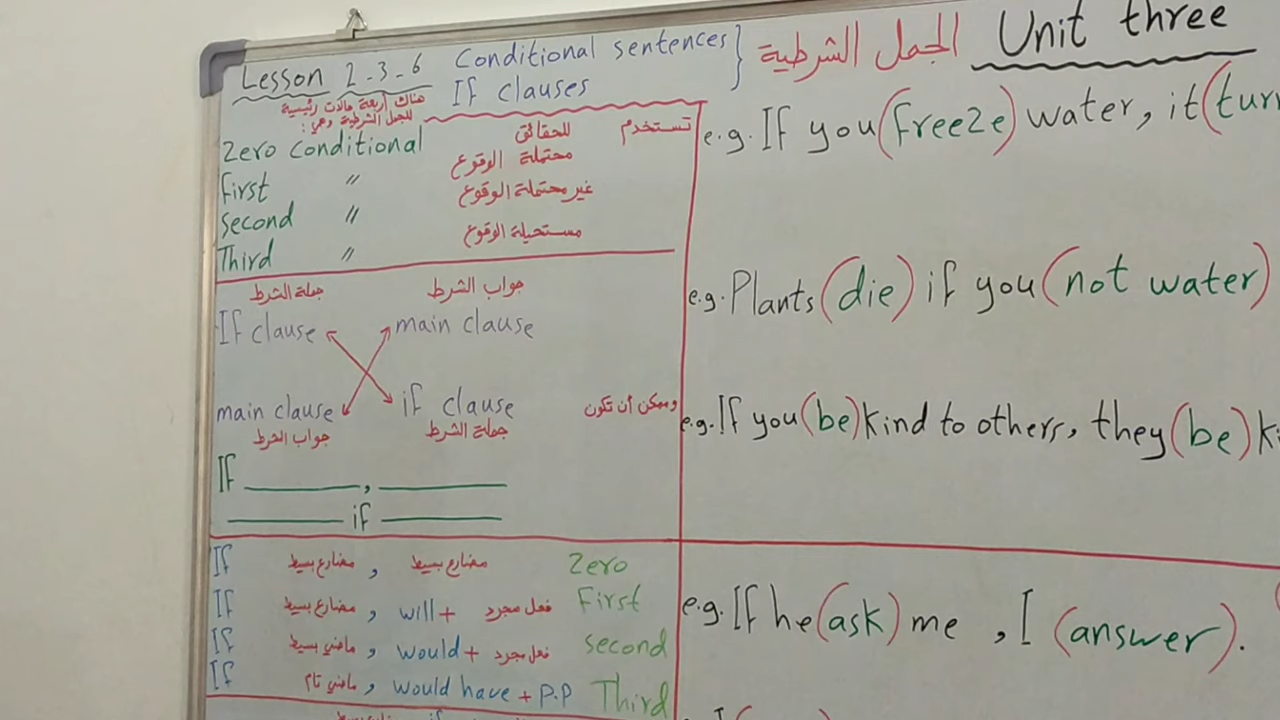 Unit three
الجمل الشرطية
Lesson 2-3-6 Conditional sentences
If clauses
هناك أربعة حالات رئيسية
للجمل الشرطية وهي:
تستخدم
Zero conditional للحقائق
First " محتملة الوقوع
second " غير محتملة الوقوع
Third " مستحيلة الوقوع
جملة الشرط جواب الشرط
If clause main clause
main clause if clause ويمكن أن تكون
جواب الشرط جملة الشرط
If ______ , ______
______ if ______
If مضارع بسيط , مضارع بسيط Zero
If مضارع بسيط , will + فعل مجرد First
If ماضي بسيط , would + فعل مجرد second
If ماضي تام , would have + P.P Third
e.g. If you (freeze) water, it (turn
e.g. Plants (die) if you (not water)
e.g. If you (be) kind to others, they (be) ki
e.g. If he (ask) me , I (answer).